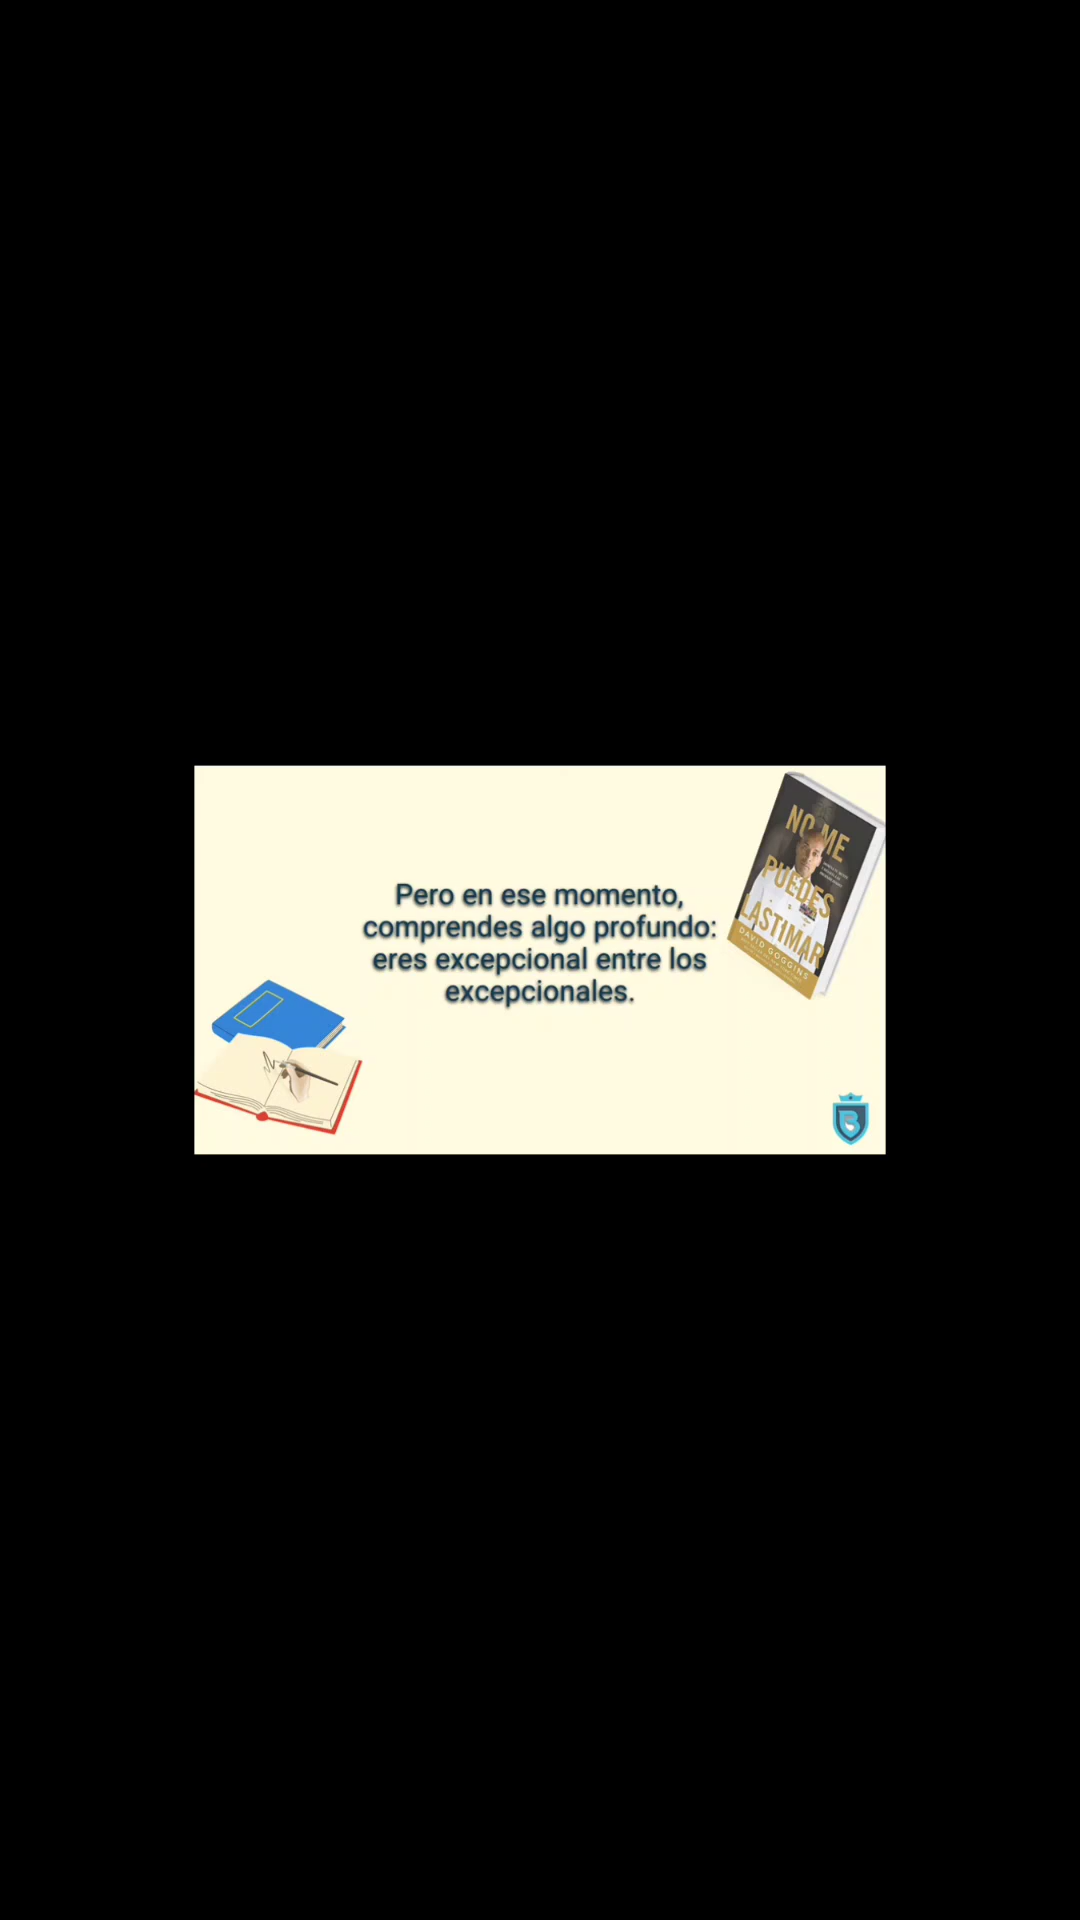 Pero en ese momento,
comprendes algo profundo:
eres excepcional entre los
excepcionales.
NO ME
PUEDES
LASTIMAR
DAVID GOGGINS